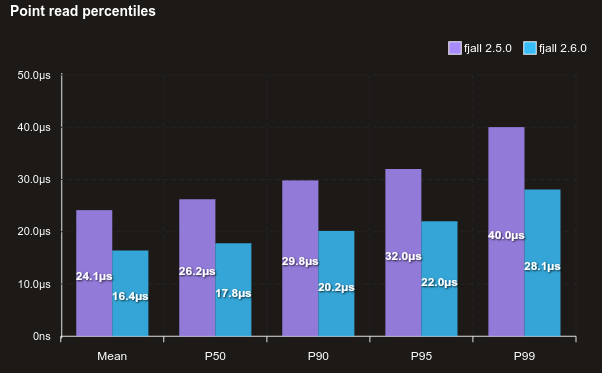 Point read percentiles
fjall 2.5.0 fjall 2.6.0
50.0µs
40.0µs
30.0µs
20.0µs
10.0µs
0ns
24.1µs 16.4µs
26.2µs 17.8µs
29.8µs 20.2µs
32.0µs 22.0µs
40.0µs 28.1µs
Mean P50 P90 P95 P99